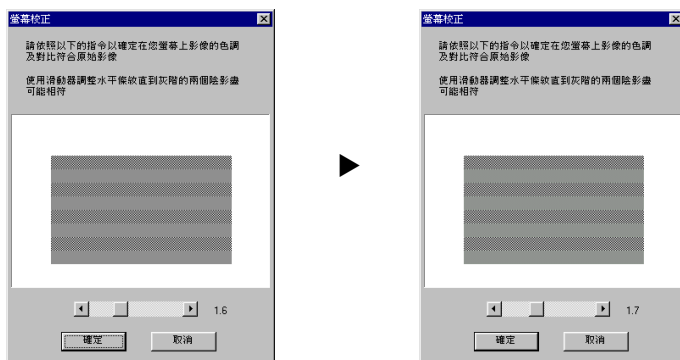 螢幕校正
請依照以下的指令以確定在您螢幕上影像的色調
及對比符合原始影像
使用滑動器調整水平條紋直到灰階的兩個陰影盡
可能相符
1.6
確定
取消
螢幕校正
請依照以下的指令以確定在您螢幕上影像的色調
及對比符合原始影像
使用滑動器調整水平條紋直到灰階的兩個陰影盡
可能相符
1.7
確定
取消